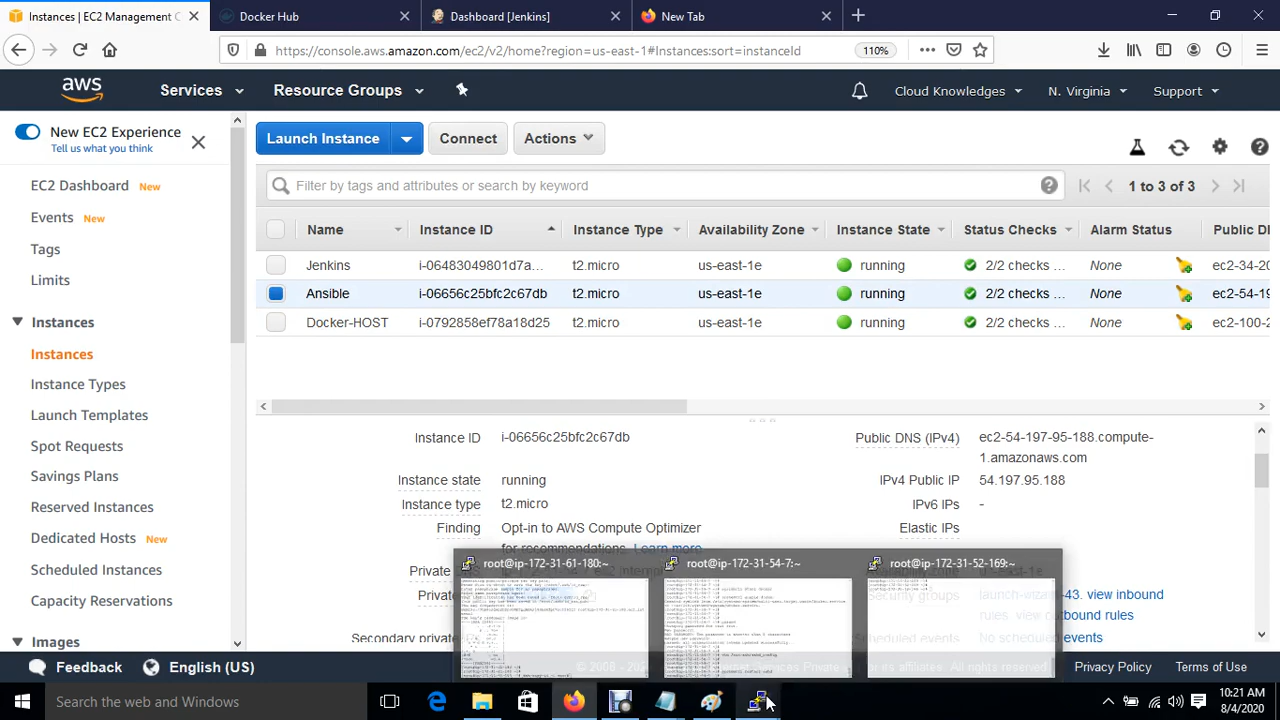 Instances | EC2 Management C
Docker Hub
Dashboard [Jenkins]
New Tab
https://console.aws.amazon.com/ec2/v2/home?region=us-east-1#Instances:sort=instanceId
110%
aws
Services
Resource Groups
Cloud Knowledges
N. Virginia
Support
New EC2 Experience
Tell us what you think
Launch Instance
Connect
Actions
EC2 Dashboard New
Events New
Tags
Limits
Instances
Instances
Instance Types
Launch Templates
Spot Requests
Savings Plans
Reserved Instances
Dedicated Hosts New
Scheduled Instances
Capacity Reservations
Images
Filter by tags and attributes or search by keyword
1 to 3 of 3
Name Instance ID Instance Type Availability Zone Instance State Status Checks Alarm Status Public D
Jenkins i-06483049801d7a... t2.micro us-east-1e running 2/2 checks ... None ec2-34-20
Ansible i-06656c25bfc2c67db t2.micro us-east-1e running 2/2 checks ... None ec2-54-19
Docker-HOST i-0792858ef78a18d25 t2.micro us-east-1e running 2/2 checks ... None ec2-100-2
Instance ID i-06656c25bfc2c67db
Public DNS (IPv4) ec2-54-197-95-188.compute-
1.amazonaws.com
Instance state running
IPv4 Public IP 54.197.95.188
Instance type t2.micro
IPv6 IPs -
Finding Opt-in to AWS Compute Optimizer
for recommendations. Learn more
Elastic IPs
Private
Private
Secondary private
43. view inbound
rules. view outbound rules
No scheduled events
root@ip-172-31-61-180:~
root@ip-172-31-54-7:~
root@ip-172-31-52-169:~
Feedback
English (US)
Privacy Policy
Terms of Use
Search the web and Windows
10:21 AM
8/4/2020